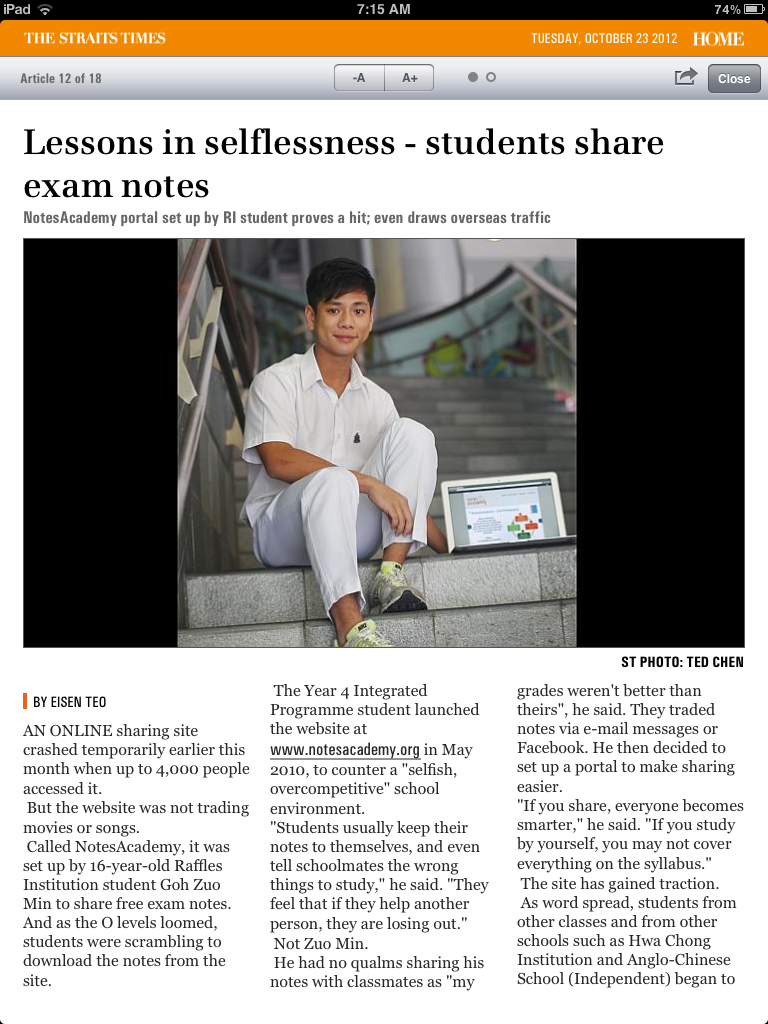 iPad
7:15 AM
74%
THE STRAITS TIMES
TUESDAY, OCTOBER 23 2012
HOME
Article 12 of 18
-A
A+
Close
Lessons in selflessness - students share
exam notes
NotesAcademy portal set up by RI student proves a hit; even draws overseas traffic
ST PHOTO: TED CHEN
BY EISEN TEO
AN ONLINE sharing site
crashed temporarily earlier this
month when up to 4,000 people
accessed it.
But the website was not trading
movies or songs.
Called NotesAcademy, it was
set up by 16-year-old Raffles
Institution student Goh Zuo
Min to share free exam notes.
And as the O levels loomed,
students were scrambling to
download the notes from the
site.
The Year 4 Integrated
Programme student launched
the website at
www.notesacademy.org in May
2010, to counter a "selfish,
overcompetitive" school
environment.
"Students usually keep their
notes to themselves, and even
tell schoolmates the wrong
things to study," he said. "They
feel that if they help another
person, they are losing out."
Not Zuo Min.
He had no qualms sharing his
notes with classmates as "my
grades weren't better than
theirs", he said. They traded
notes via e-mail messages or
Facebook. He then decided to
set up a portal to make sharing
easier.
"If you share, everyone becomes
smarter," he said. "If you study
by yourself, you may not cover
everything on the syllabus."
The site has gained traction.
As word spread, students from
other classes and from other
schools such as Hwa Chong
Institution and Anglo-Chinese
School (Independent) began to